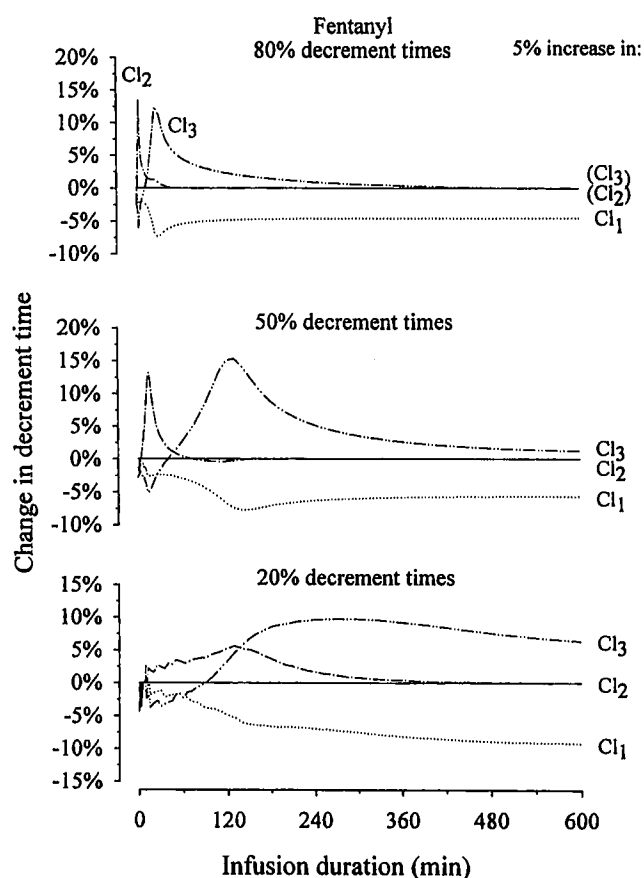 Fentanyl
80% decrement times
5% increase in:
20%
15%
10%
5%
0%
-5%
-10%
Cl2
Cl3
(Cl3)
(Cl2)
Cl1
50% decrement times
20%
15%
10%
5%
0%
-5%
-10%
Cl3
Cl2
Cl1
Change in decrement time
20% decrement times
10%
5%
0%
-5%
-10%
-15%
Cl3
Cl2
Cl1
0 120 240 360 480 600
Infusion duration (min)